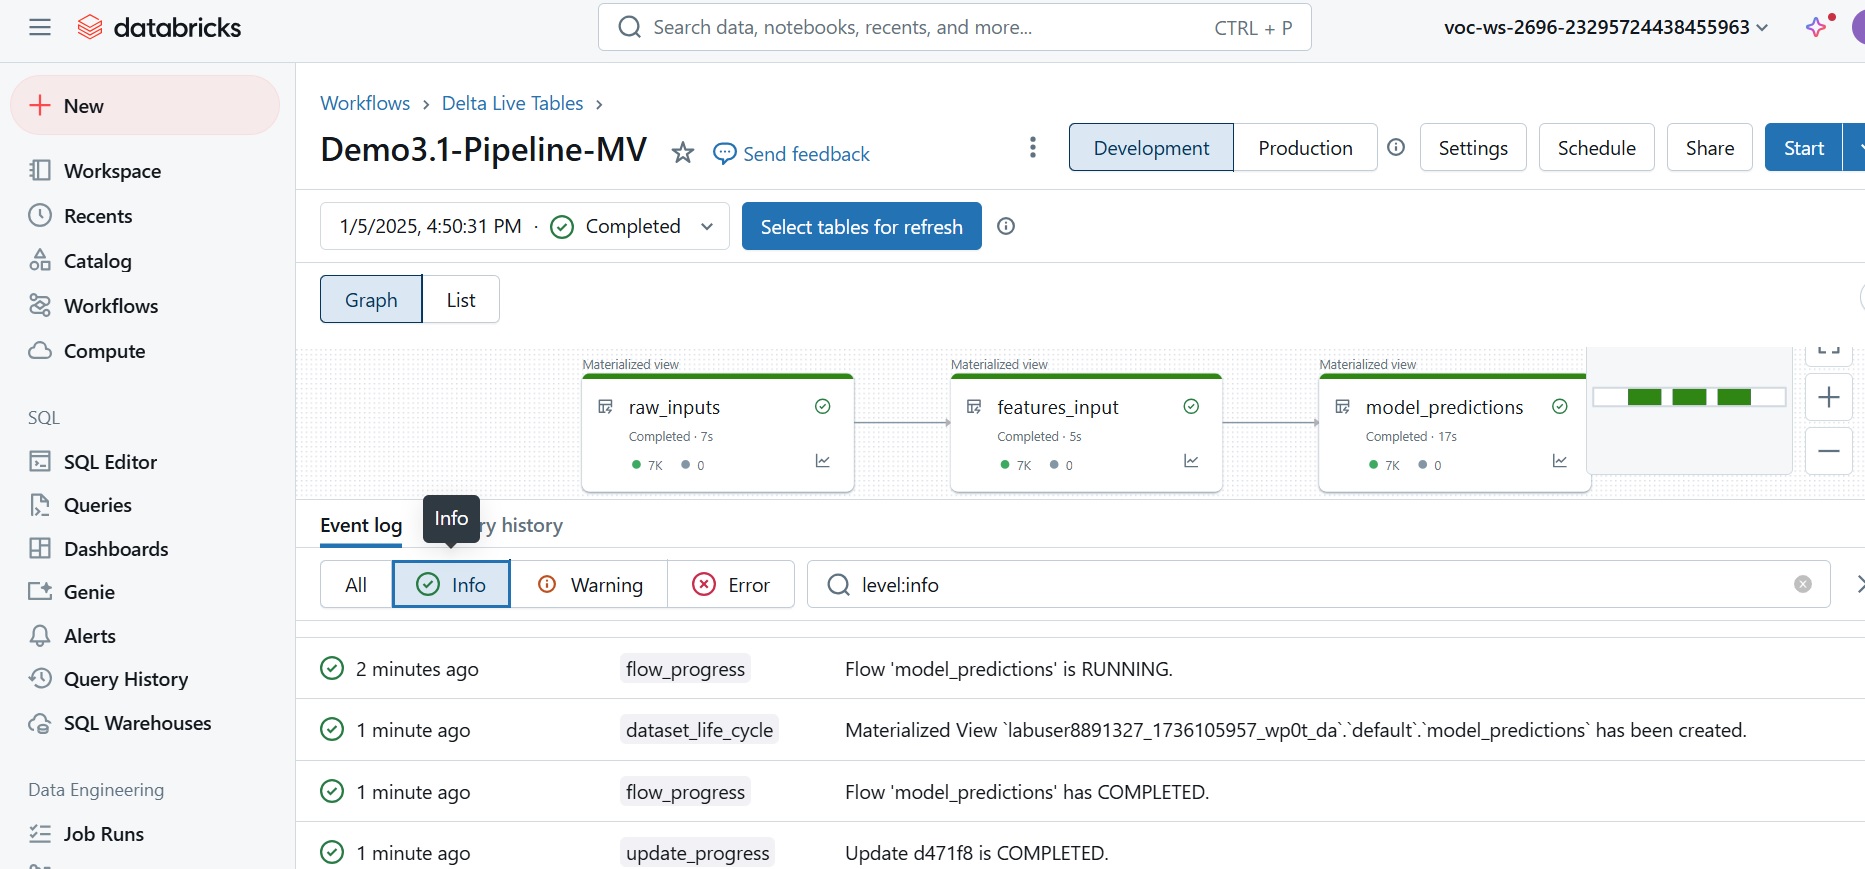 databricks
Search data, notebooks, recents, and more...
CTRL + P
voc-ws-2696-23295724438455963
New
Workspace
Recents
Catalog
Workflows
Compute
SQL
SQL Editor
Queries
Dashboards
Genie
Alerts
Query History
SQL Warehouses
Data Engineering
Job Runs
Workflows > Delta Live Tables >
Demo3.1-Pipeline-MV
Send feedback
Development
Production
Settings
Schedule
Share
Start
1/5/2025, 4:50:31 PM · Completed
Select tables for refresh
Graph
List
Materialized view
raw_inputs
Completed · 7s
7K 0
Materialized view
features_input
Completed · 5s
7K 0
Materialized view
model_predictions
Completed · 17s
7K 0
Event log
Info
ry history
All
Info
Warning
Error
level:info
2 minutes ago flow_progress Flow 'model_predictions' is RUNNING.
1 minute ago dataset_life_cycle Materialized View `labuser8891327_1736105957_wp0t_da`.`default`.`model_predictions` has been created.
1 minute ago flow_progress Flow 'model_predictions' has COMPLETED.
1 minute ago update_progress Update d471f8 is COMPLETED.